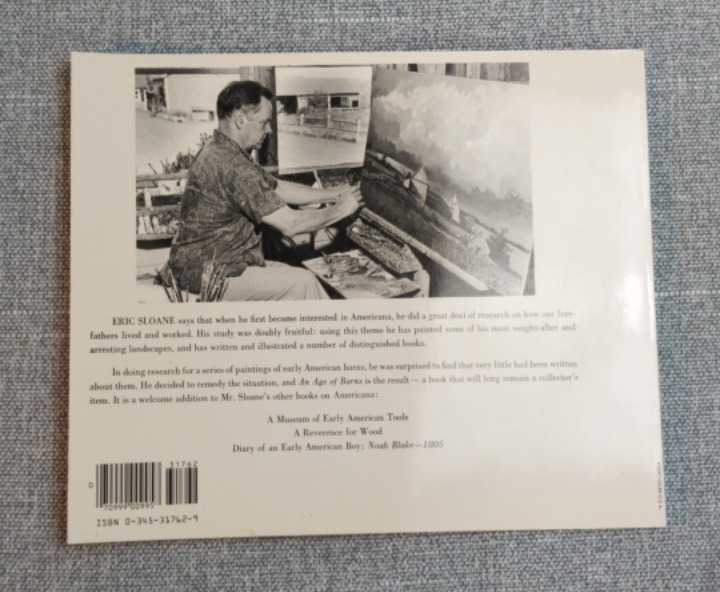 ERIC SLOANE says that when he first became interested in Americana, he did a great deal of research on how our fore-
fathers lived and worked. His study was doubly fruitful: using this theme he has painted some of his most sought-after and
arresting landscapes, and has written and illustrated a number of distinguished books.
In doing research for a series of paintings of early American barns, he was surprised to find that very little had been written
about them. He decided to remedy the situation, and An Age of Barns is the result — a book that will long remain a collector's
item. It is a welcome addition to Mr. Sloane's other books on Americana:
A Museum of Early American Tools
A Reverence for Wood
Diary of an Early American Boy: Noah Blake—1805
31762
0
70999 00995
ISBN 0-345-31762-9